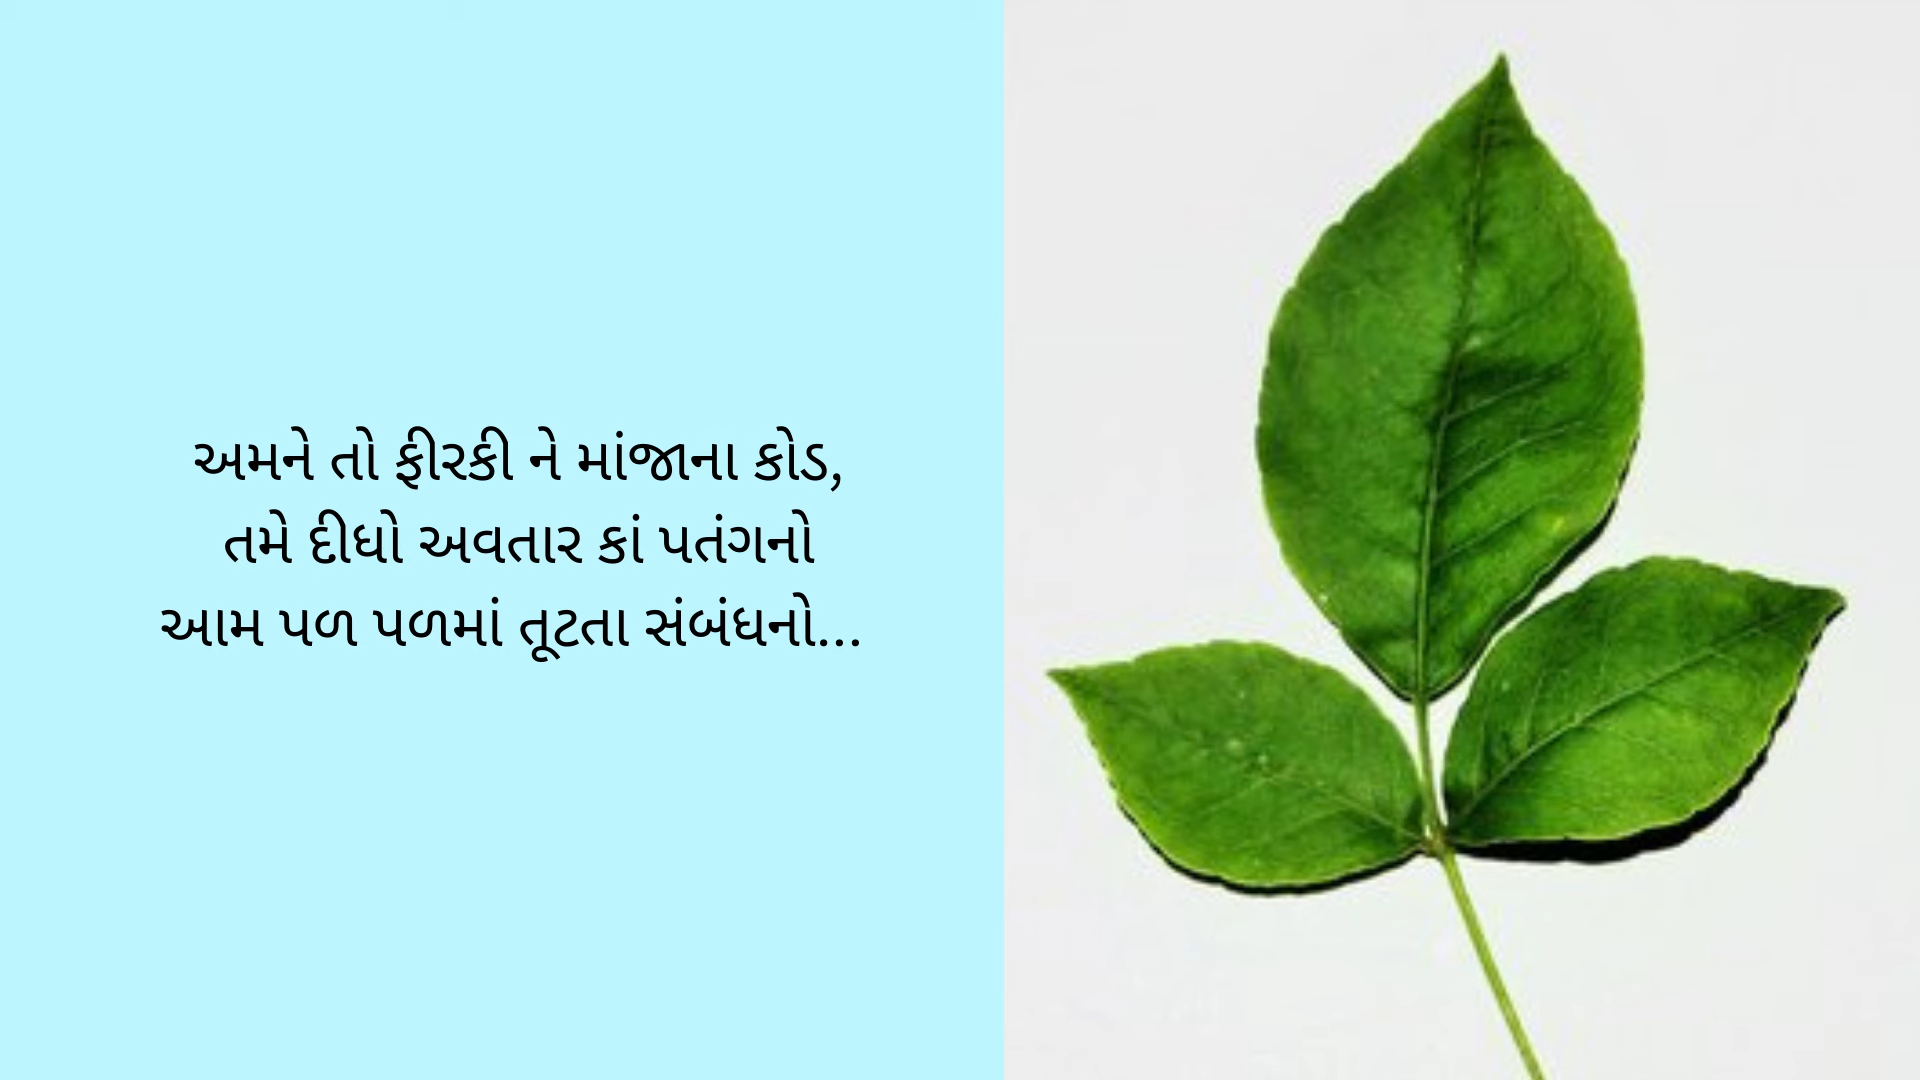 અમને તો ફીરકી ને માંજાના કોડ,
તમે દીધો અવતાર કાં પતંગનો
આમ પળ પળમાં તૂટતા સંબંધનો...